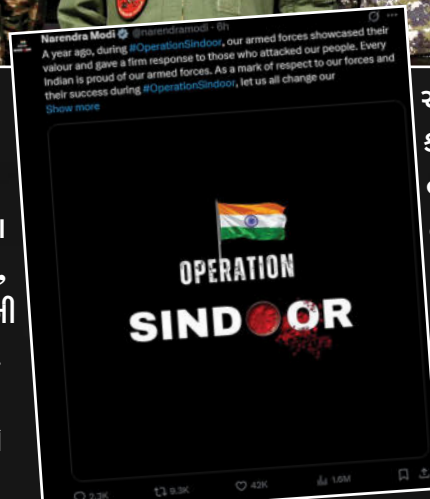 Narendra Modi @narendramodi · 6h
A year ago, during #OperationSindoor, our armed forces showcased their
valour and gave a firm response to those who attacked our people. Every
Indian is proud of our armed forces. As a mark of respect to our forces and
their success during #OperationSindoor, let us all change our
Show more
OPERATION
SINDOOR
2.3K 9.3K 42K 1.6M